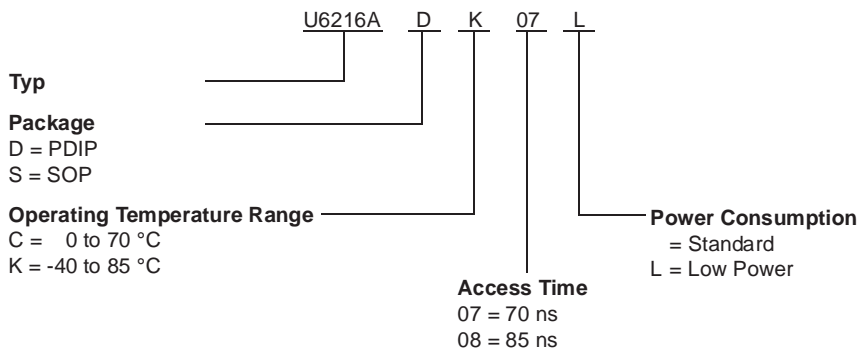 U6216A D K 07 L
Typ
Package
D = PDIP
S = SOP
Operating Temperature Range
C = 0 to 70 °C
K = -40 to 85 °C
Power Consumption
= Standard
L = Low Power
Access Time
07 = 70 ns
08 = 85 ns